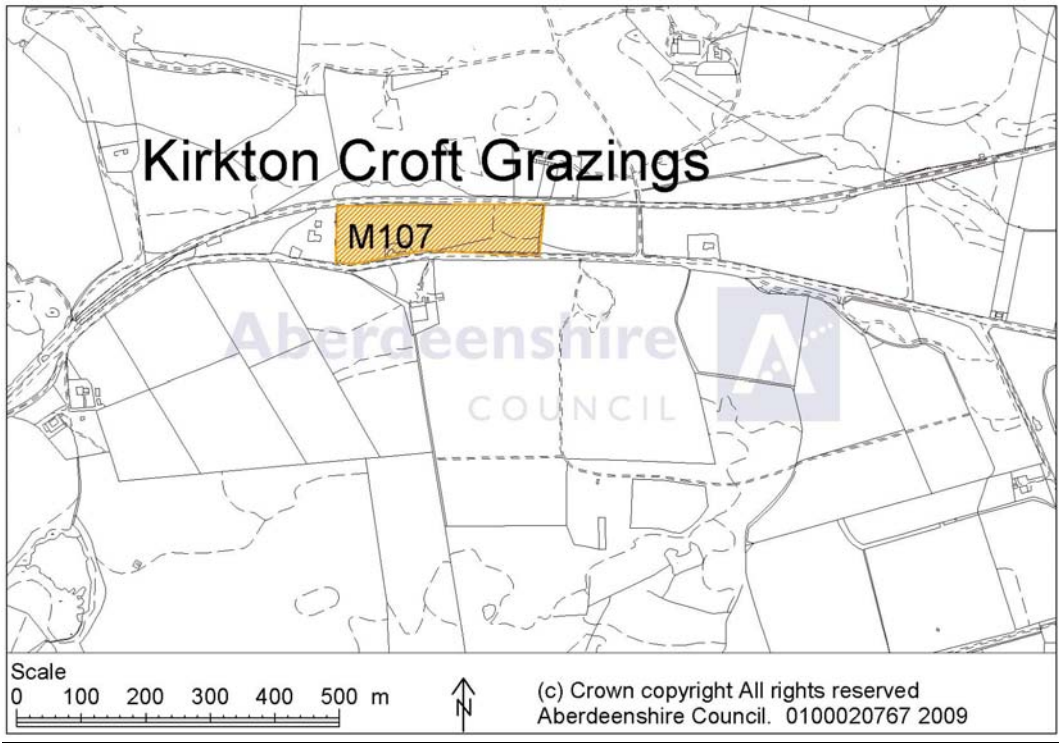 Kirkton Croft Grazings
M107
Aberdeenshire
COUNCIL
Scale
0 100 200 300 400 500 m
N
(c) Crown copyright All rights reserved
Aberdeenshire Council. 0100020767 2009